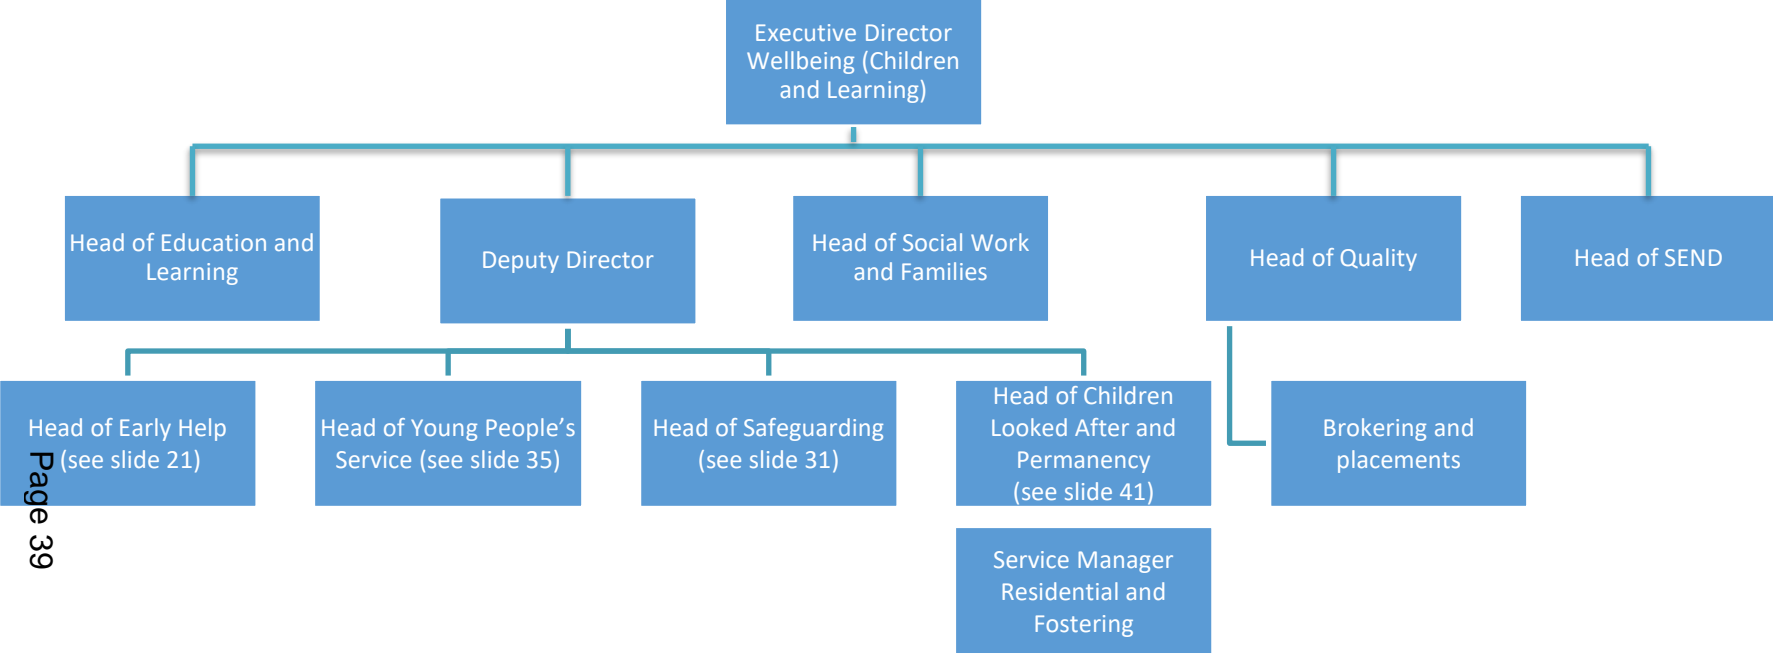 Executive Director
Wellbeing (Children
and Learning)
Head of Education and
Learning
Deputy Director
Head of Social Work
and Families
Head of Quality
Head of SEND
Head of Early Help
(see slide 21)
Head of Young People’s
Service (see slide 35)
Head of Safeguarding
(see slide 31)
Head of Children
Looked After and
Permanency
(see slide 41)
Brokering and
placements
Service Manager
Residential and
Fostering
Page 39